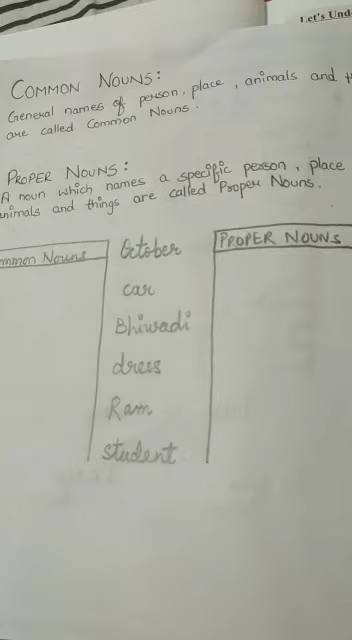 Let's Und
COMMON NOUNS:
General names of person, place, animals and
are called Common Nouns.
PROPER NOUNS:
A noun which names a specific person, place
nimals and things are called Proper Nouns.
mmon Nouns
PROPER NOUNS
October
car
Bhiwadi
dress
Ram
student